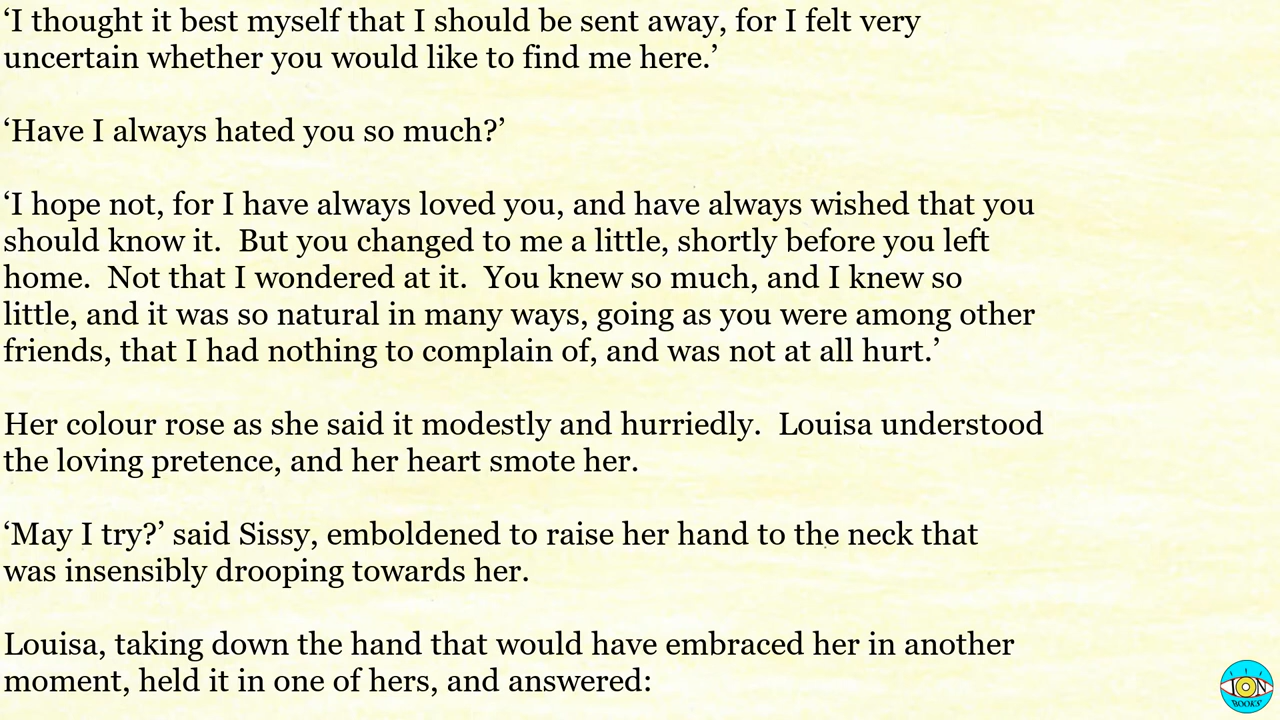 ‘I thought it best myself that I should be sent away, for I felt very
uncertain whether you would like to find me here.’
‘Have I always hated you so much?’
‘I hope not, for I have always loved you, and have always wished that you
should know it.  But you changed to me a little, shortly before you left
home.  Not that I wondered at it.  You knew so much, and I knew so
little, and it was so natural in many ways, going as you were among other
friends, that I had nothing to complain of, and was not at all hurt.’
Her colour rose as she said it modestly and hurriedly.  Louisa understood
the loving pretence, and her heart smote her.
‘May I try?’ said Sissy, emboldened to raise her hand to the neck that
was insensibly drooping towards her.
Louisa, taking down the hand that would have embraced her in another
moment, held it in one of hers, and answered:
ION
BOOKS